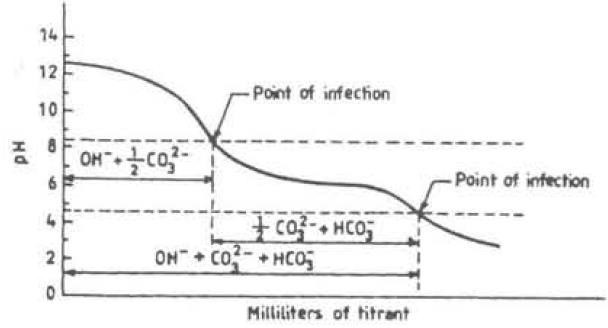 14
12
Point of infection
10
8
pH
OH⁻ + 1/2 CO₃²⁻
6
Point of infection
4
1/2 CO₃²⁻ + HCO₃⁻
2
OH⁻ + CO₃²⁻ + HCO₃⁻
0
Milliliters of titrant